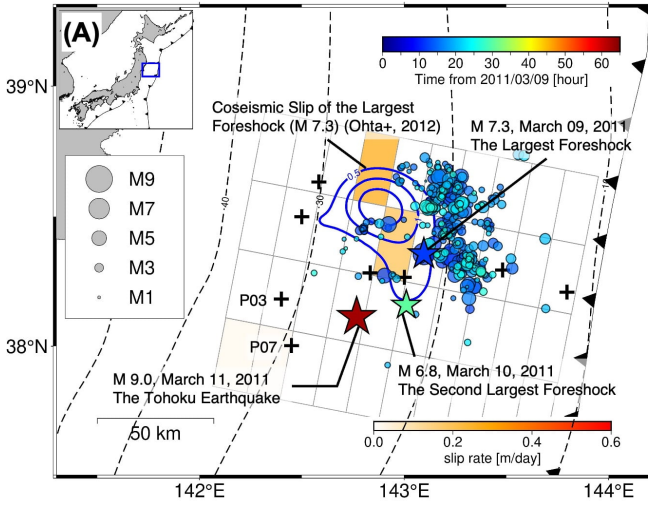 (A)
39°N
38°N
142°E
143°E
144°E
0 10 20 30 40 50 60
Time from 2011/03/09 [hour]
Coseismic Slip of the Largest
Foreshock (M 7.3) (Ohta+, 2012)
M 7.3, March 09, 2011
The Largest Foreshock
M9
M7
M5
M3
M1
-40
-30
0.5
P03
P07
M 9.0, March 11, 2011
The Tohoku Earthquake
M 6.8, March 10, 2011
The Second Largest Foreshock
50 km
0.0 0.2 0.4 0.6
slip rate [m/day]